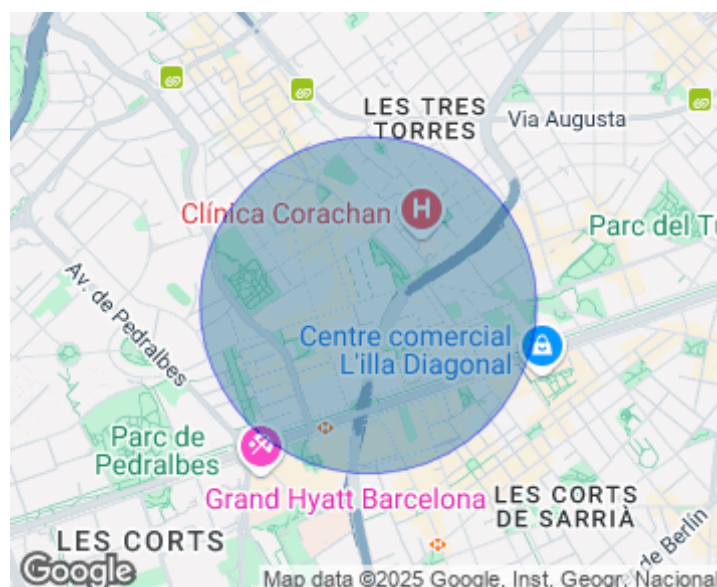 LES TRES
TORRES
Via Augusta
Clínica Corachan
H
Parc del Tu
Av. de Pedralbes
Centre comercial
L'illa Diagonal
Parc de
Pedralbes
Grand Hyatt Barcelona
LES CORTS
DE SARRIÀ
LES CORTS
de Berlín
Google
Map data ©2025 Google, Inst. Geogr. Nacional